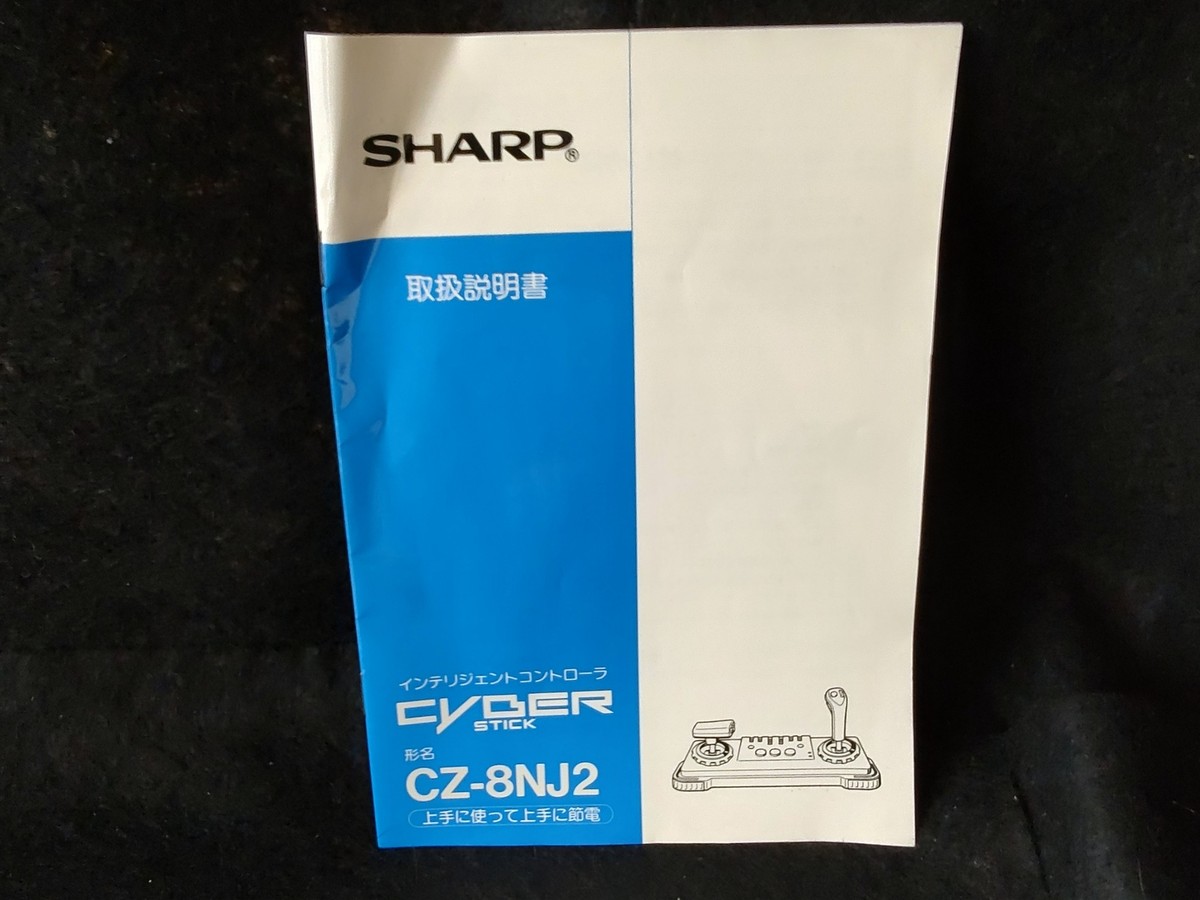 SHARP®
取扱説明書
インテリジェントコントローラ
CYBER
STICK
形名
CZ-8NJ2
上手に使って上手に節電